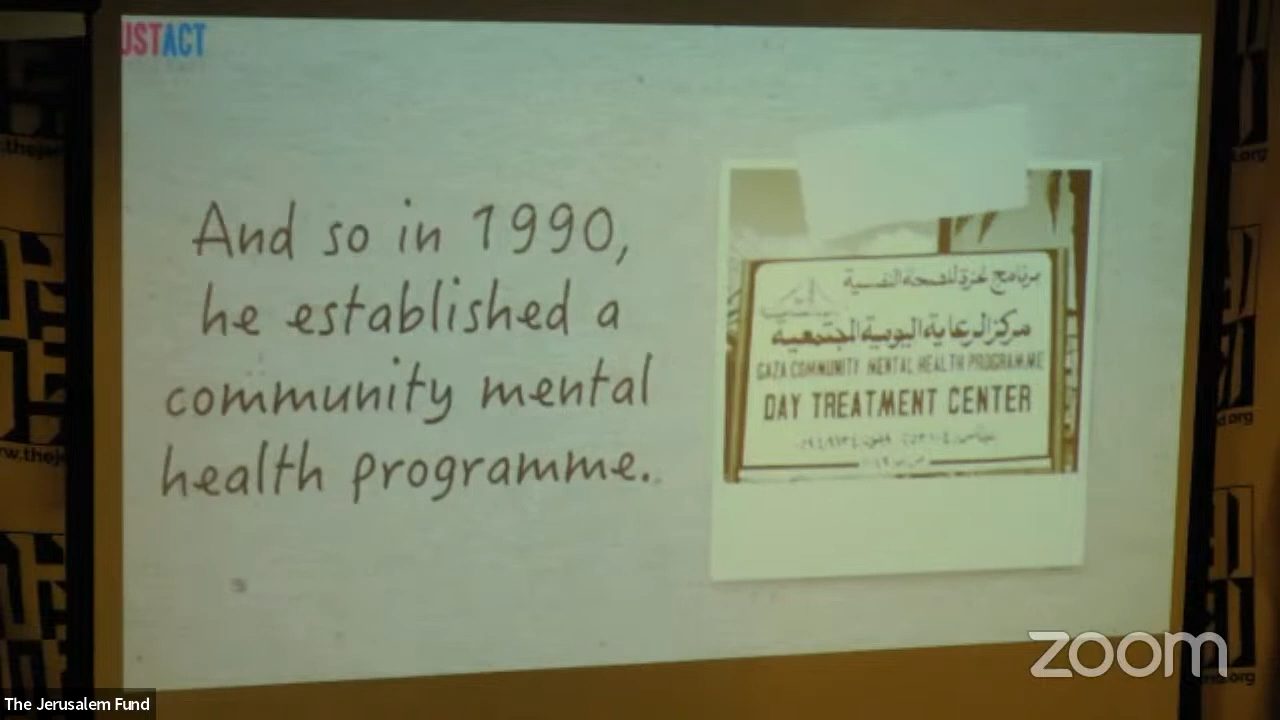 USTACT
And so in 1990,
he established a
community mental
health programme.
برنامج غزة للصحة النفسية
مركز الرعاية اليومية المجتمعية
GAZA COMMUNITY MENTAL HEALTH PROGRAMME
DAY TREATMENT CENTER
zoom
The Jerusalem Fund